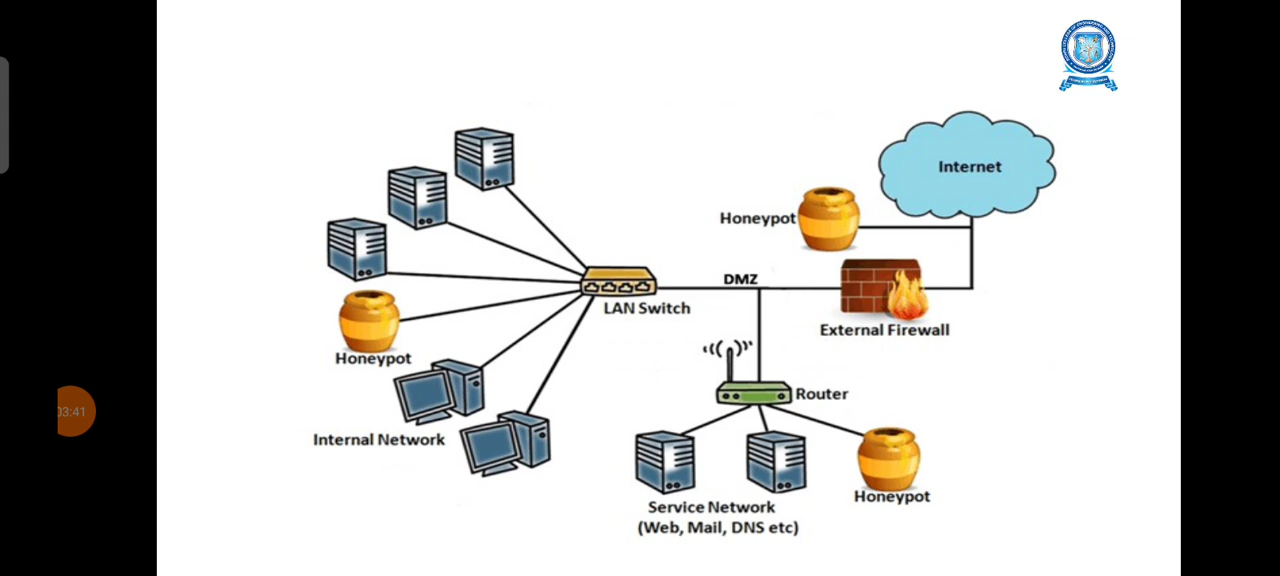 Internet
Honeypot
DMZ
LAN Switch
External Firewall
Honeypot
Router
Internal Network
Honeypot
Service Network
(Web, Mail, DNS etc)
03:41